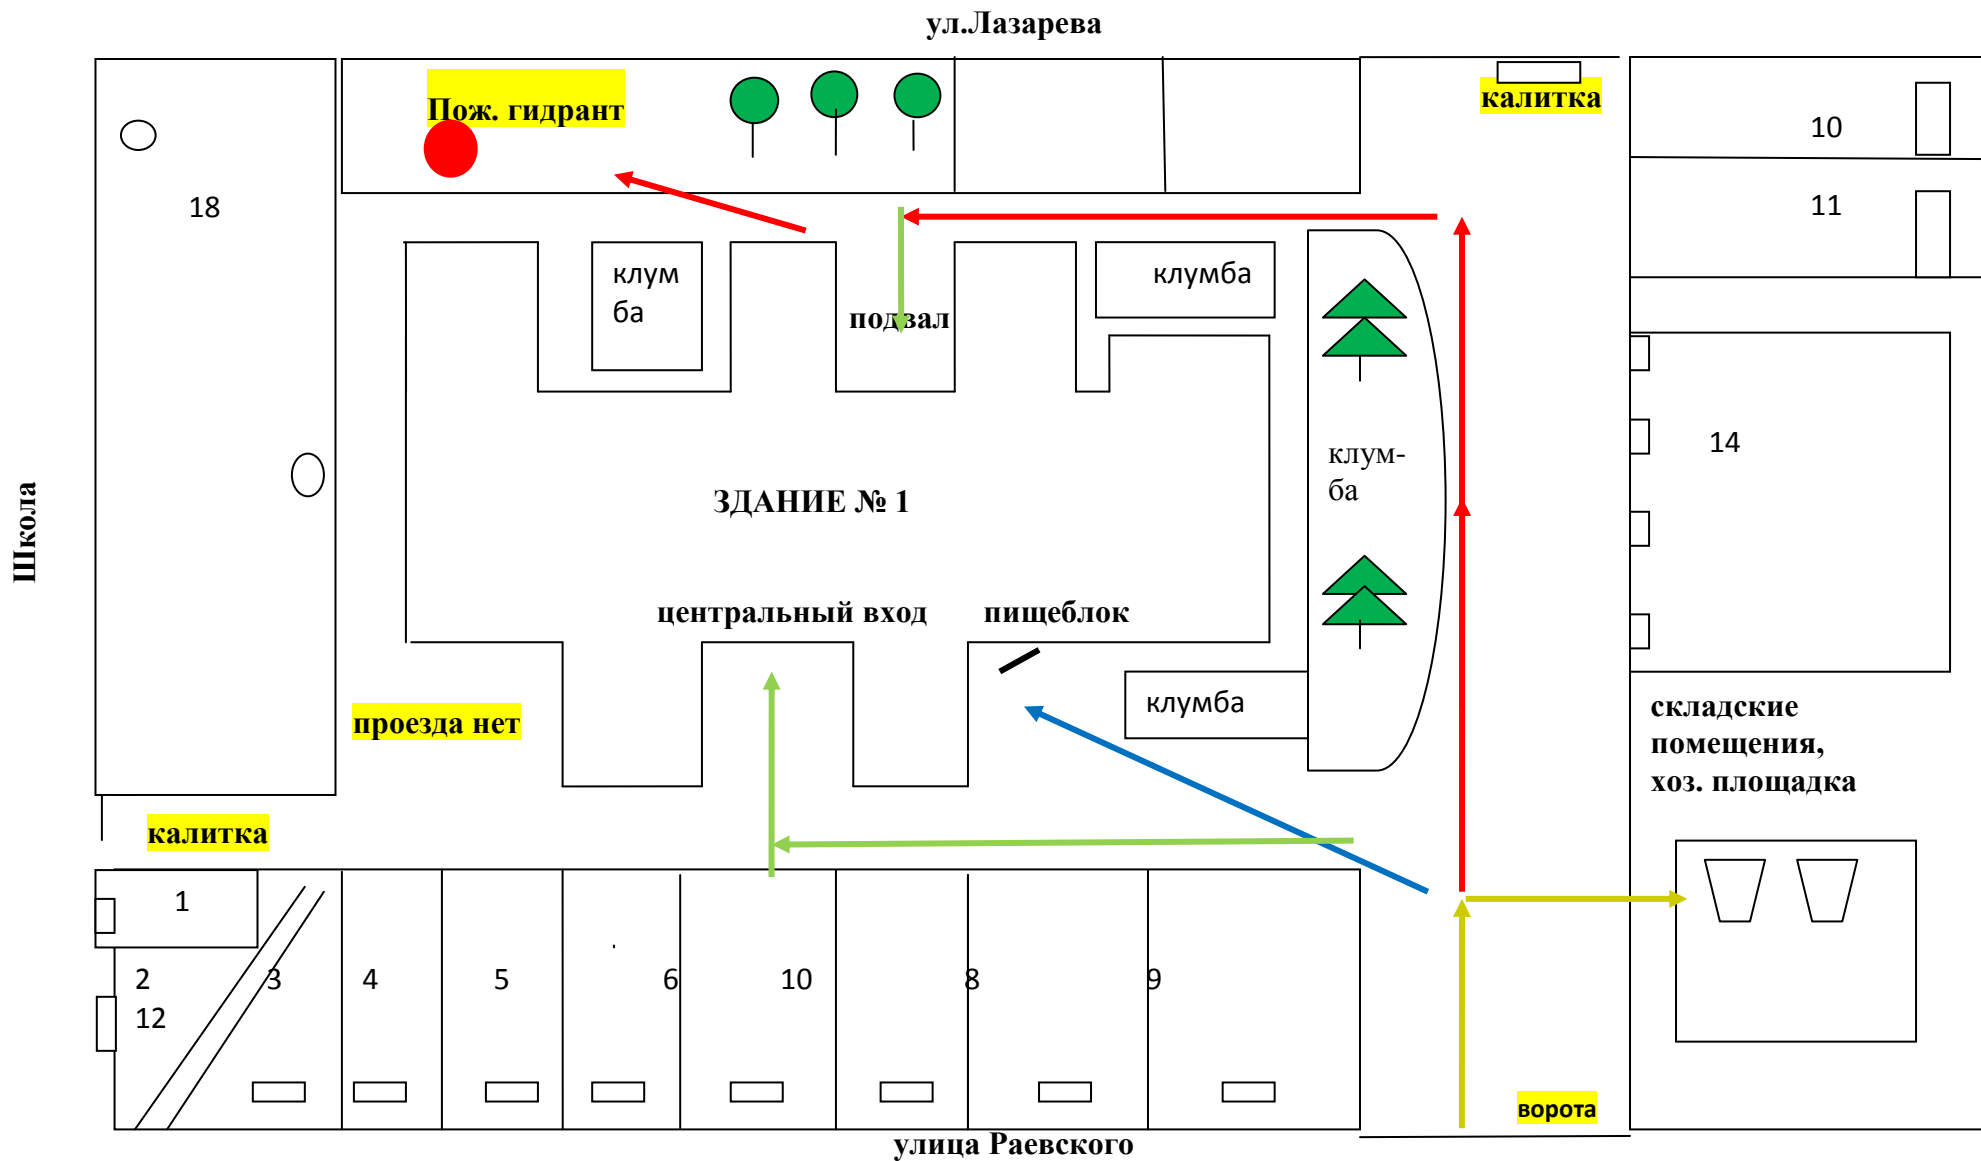 ул.Лазарева
Пож. гидрант
калитка
10
18
11
клум
ба
клумба
подвал
клум-
ба
14
Школа
ЗДАНИЕ № 1
центральный вход
пищеблок
клумба
проезда нет
складские
помещения,
хоз. площадка
калитка
1
2
3
4
5
6
10
8
9
12
ворота
улица Раевского